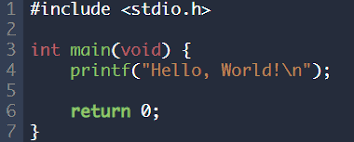 1 #include <stdio.h>
2
3 int main(void) {
4     printf("Hello, World!\n");
5
6     return 0;
7 }